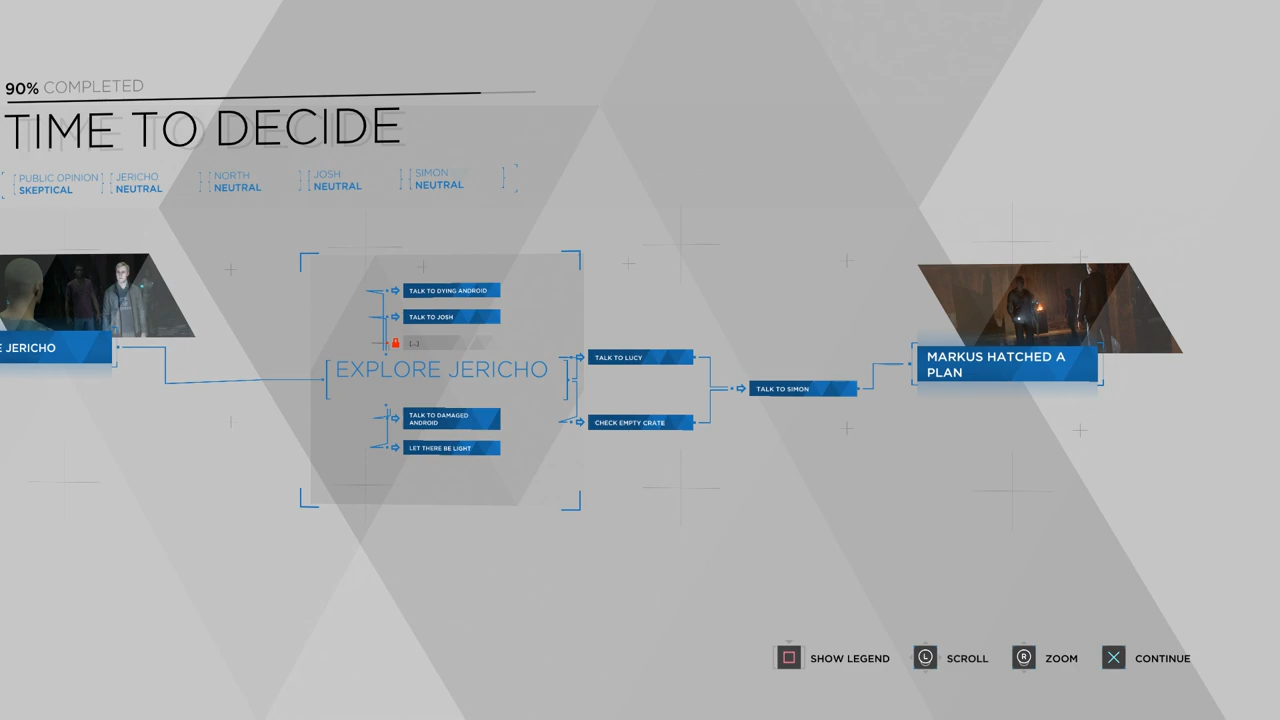 90% COMPLETED
TIME TO DECIDE
PUBLIC OPINION
SKEPTICAL
JERICHO
NEUTRAL
NORTH
NEUTRAL
JOSH
NEUTRAL
SIMON
NEUTRAL
E JERICHO
TALK TO DYING ANDROID
TALK TO JOSH
[...]
EXPLORE JERICHO
TALK TO DAMAGED
ANDROID
LET THERE BE LIGHT
TALK TO LUCY
CHECK EMPTY CRATE
TALK TO SIMON
MARKUS HATCHED A
PLAN
SHOW LEGEND
L
SCROLL
R
ZOOM
CONTINUE